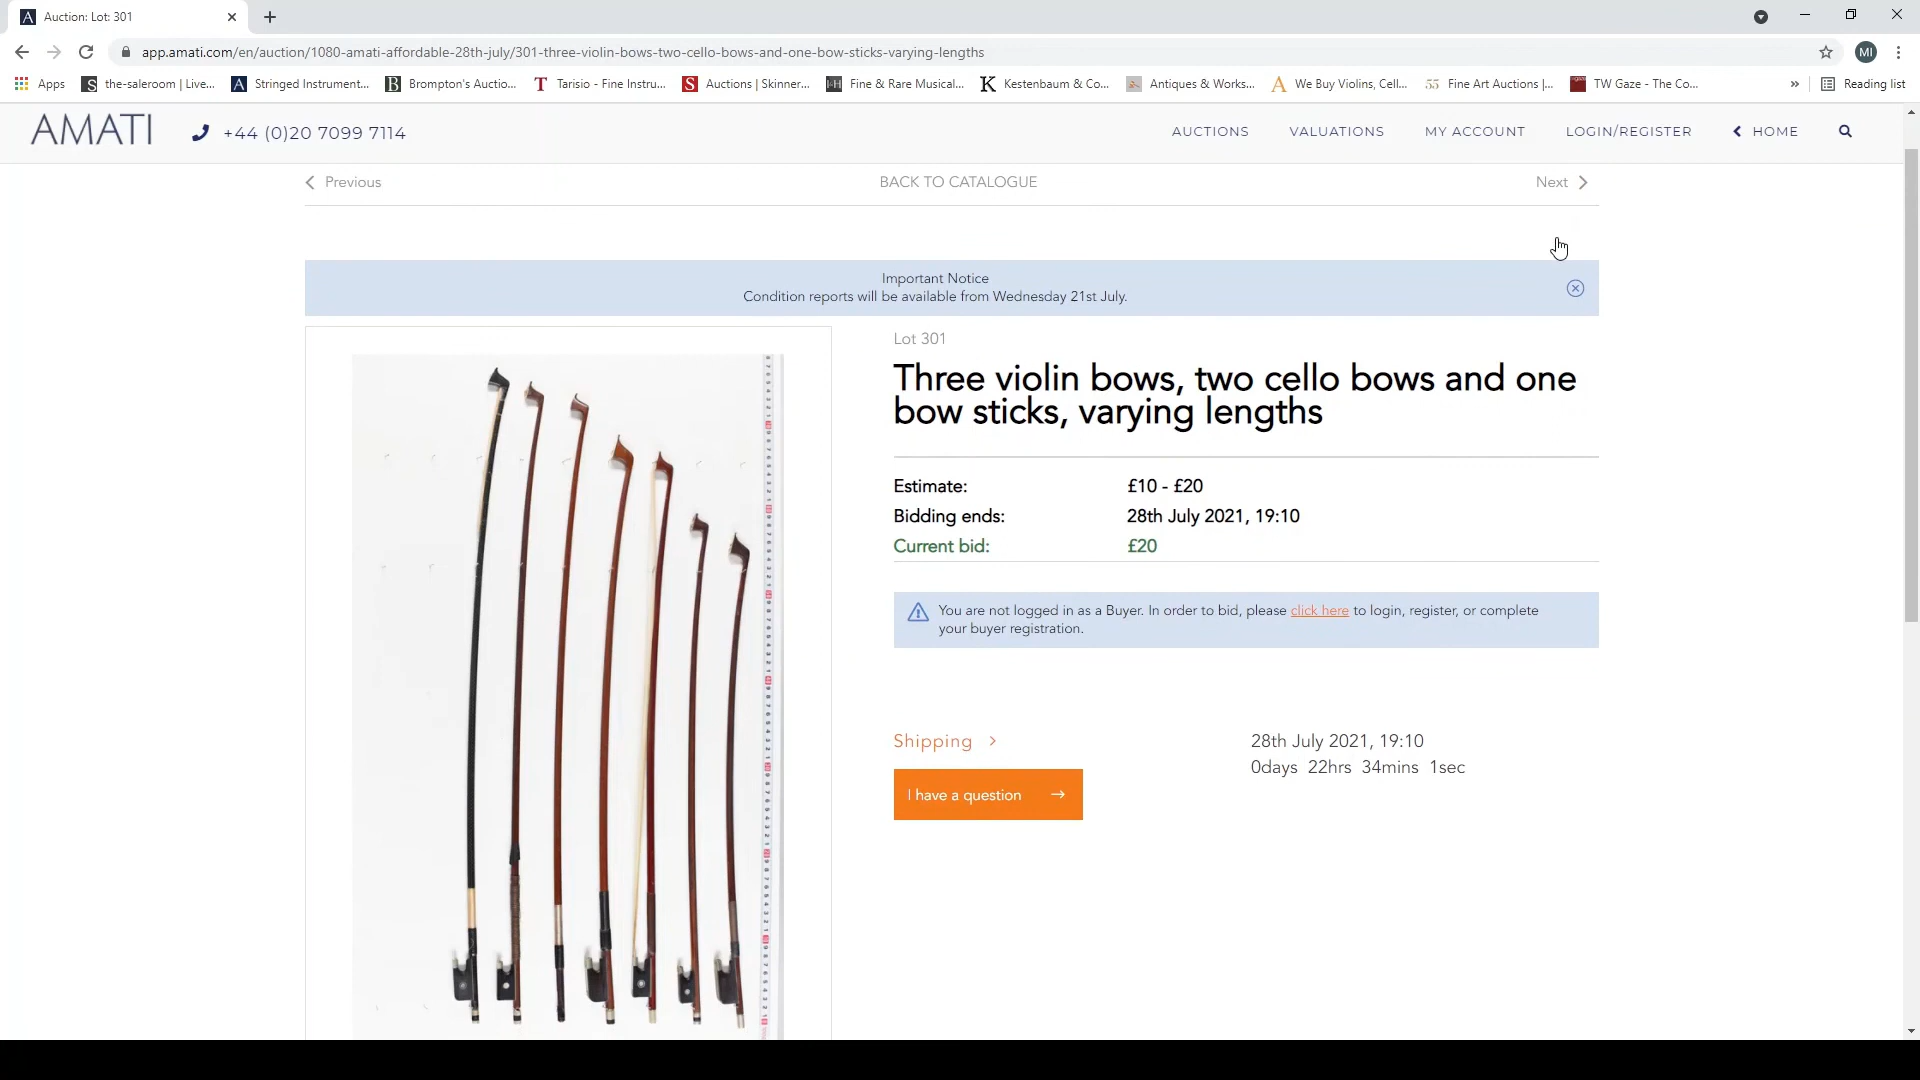 Auction: Lot: 301
app.amati.com/en/auction/1080-amati-affordable-28th-july/301-three-violin-bows-two-cello-bows-and-one-bow-sticks-varying-lengths
MI
Apps
the-saleroom | Live...
Stringed Instrument...
Brompton's Auctio...
Tarisio - Fine Instru...
Auctions | Skinner...
Fine & Rare Musical...
Kestenbaum & Co...
Antiques & Works...
We Buy Violins, Cell...
Fine Art Auctions |...
TW Gaze - The Co...
»
Reading list
AMATI
+44 (0)20 7099 7114
AUCTIONS
VALUATIONS
MY ACCOUNT
LOGIN/REGISTER
HOME
Previous
BACK TO CATALOGUE
Next
Important Notice
Condition reports will be available from Wednesday 21st July.
Lot 301
Three violin bows, two cello bows and one
bow sticks, varying lengths
Estimate: £10 - £20
Bidding ends: 28th July 2021, 19:10
Current bid: £20
You are not logged in as a Buyer. In order to bid, please click here to login, register, or complete
your buyer registration.
Shipping
28th July 2021, 19:10
0days 22hrs 34mins 1sec
I have a question